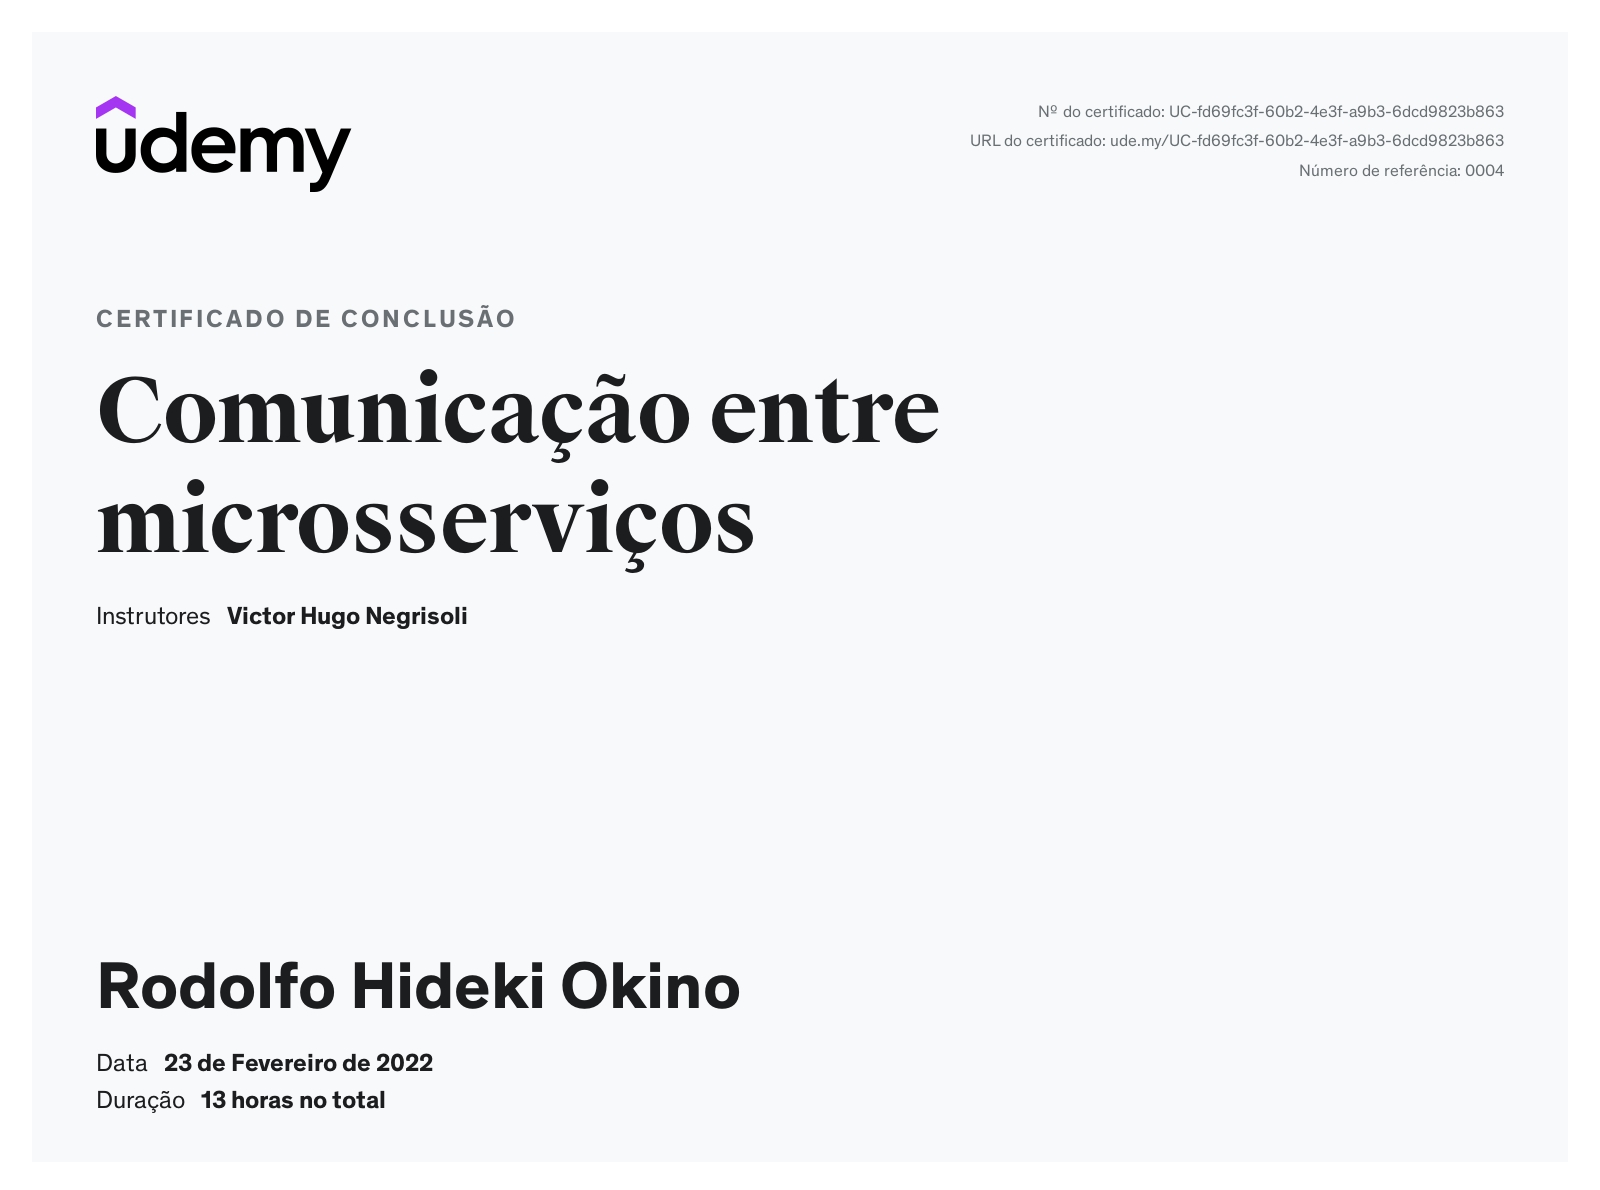 udemy
Nº do certificado: UC-fd69fc3f-60b2-4e3f-a9b3-6dcd9823b863
URL do certificado: ude.my/UC-fd69fc3f-60b2-4e3f-a9b3-6dcd9823b863
Número de referência: 0004
CERTIFICADO DE CONCLUSÃO
Comunicação entre
microsserviços
Instrutores Victor Hugo Negrisoli
Rodolfo Hideki Okino
Data 23 de Fevereiro de 2022
Duração 13 horas no total